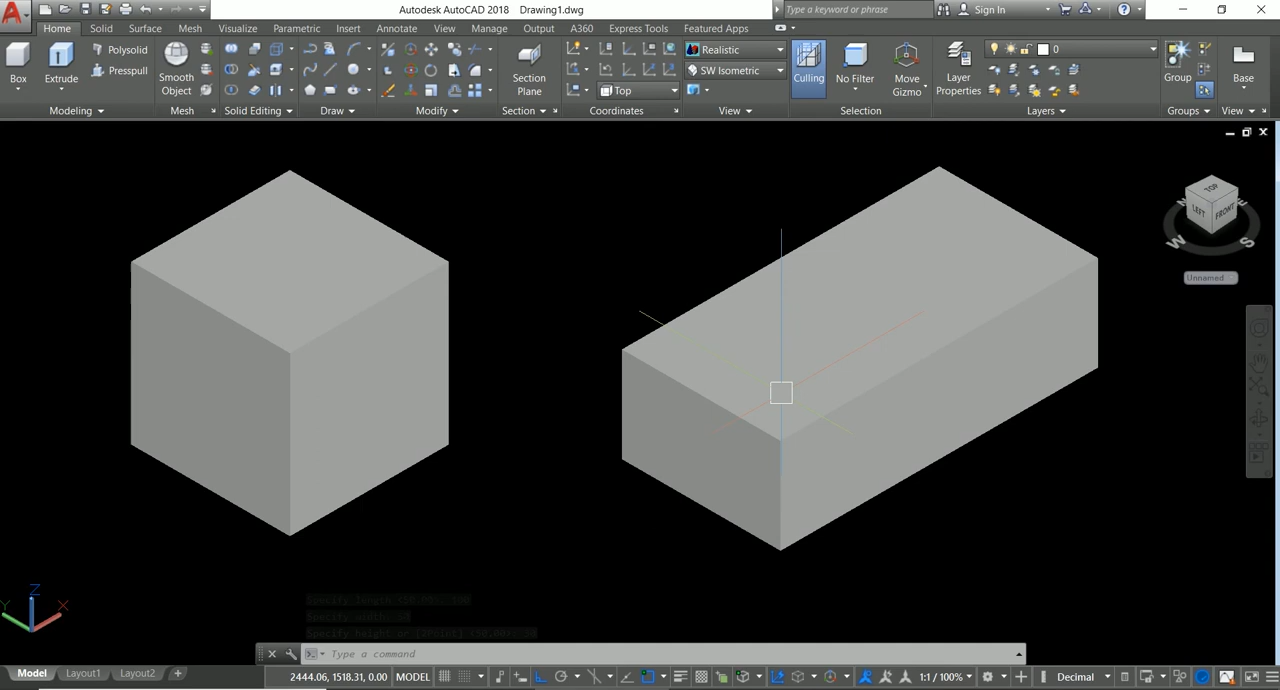 Autodesk AutoCAD 2018 Drawing1.dwg
Type a keyword or phrase
Sign In
Home Solid Surface Mesh Visualize Parametric Insert Annotate View Manage Output A360 Express Tools Featured Apps
Polysolid
Presspull
Box
Extrude
Smooth
Object
Section
Plane
Realistic
SW Isometric
Top
Culling
No Filter
Move
Gizmo
Layer
Properties
0
Group
Base
Modeling Mesh Solid Editing Draw Modify Section Coordinates View Selection Layers Groups View
TOP
LEFT
FRONT
N
E
W
S
Unnamed
Z
Y
X
Specify width:
Type a command
Model Layout1 Layout2 +
2444.06, 1518.31, 0.00 MODEL
1:1 / 100%
Decimal